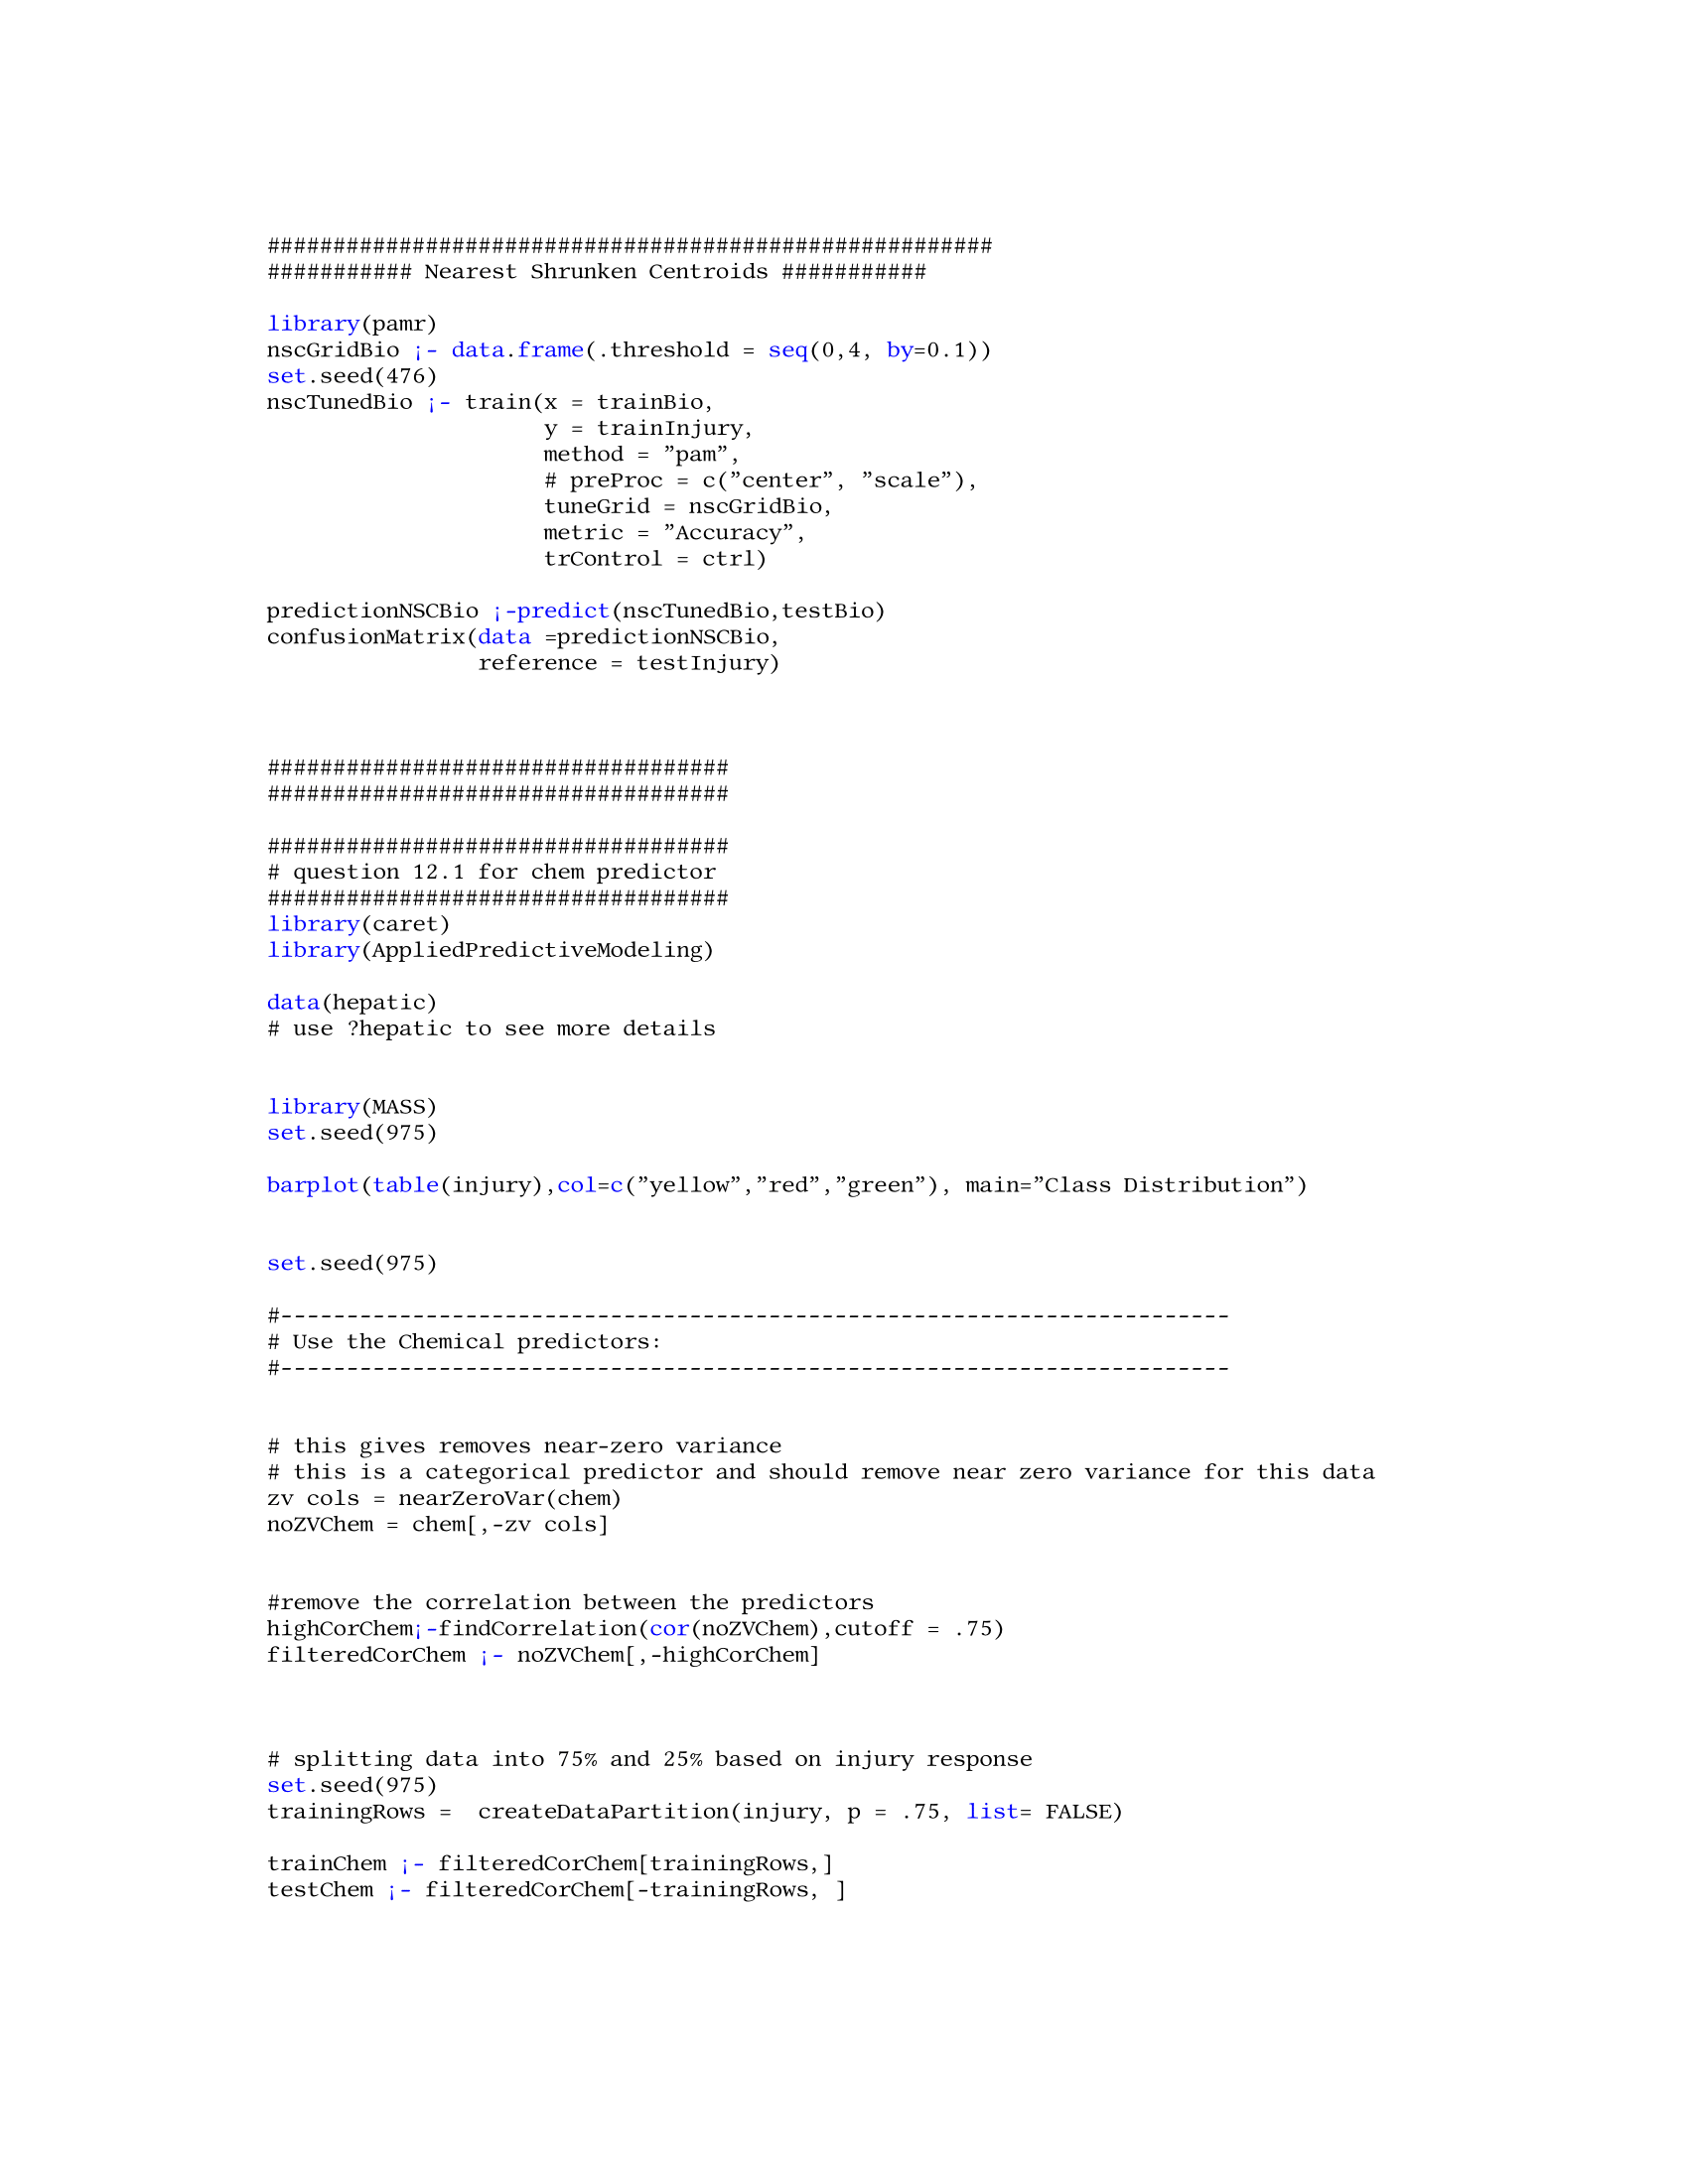 #######################################################
########### Nearest Shrunken Centroids ###########
library(pamr)
nscGridBio ¡- data.frame(.threshold = seq(0,4, by=0.1))
set.seed(476)
nscTunedBio ¡- train(x = trainBio,
y = trainInjury,
method = ”pam”,
# preProc = c(”center”, ”scale”),
tuneGrid = nscGridBio,
metric = ”Accuracy”,
trControl = ctrl)
predictionNSCBio ¡-predict(nscTunedBio,testBio)
confusionMatrix(data =predictionNSCBio,
reference = testInjury)
###################################
###################################
###################################
# question 12.1 for chem predictor
###################################
library(caret)
library(AppliedPredictiveModeling)
data(hepatic)
# use ?hepatic to see more details
library(MASS)
set.seed(975)
barplot(table(injury),col=c(”yellow”,”red”,”green”), main=”Class Distribution”)
set.seed(975)
#------------------------------------------------------------------------
# Use the Chemical predictors:
#------------------------------------------------------------------------
# this gives removes near-zero variance
# this is a categorical predictor and should remove near zero variance for this data
zv cols = nearZeroVar(chem)
noZVChem = chem[,-zv cols]
#remove the correlation between the predictors
highCorChem¡-findCorrelation(cor(noZVChem),cutoff = .75)
filteredCorChem ¡- noZVChem[,-highCorChem]
# splitting data into 75% and 25% based on injury response
set.seed(975)
trainingRows =  createDataPartition(injury, p = .75, list= FALSE)
trainChem ¡- filteredCorChem[trainingRows,]
testChem ¡- filteredCorChem[-trainingRows, ]